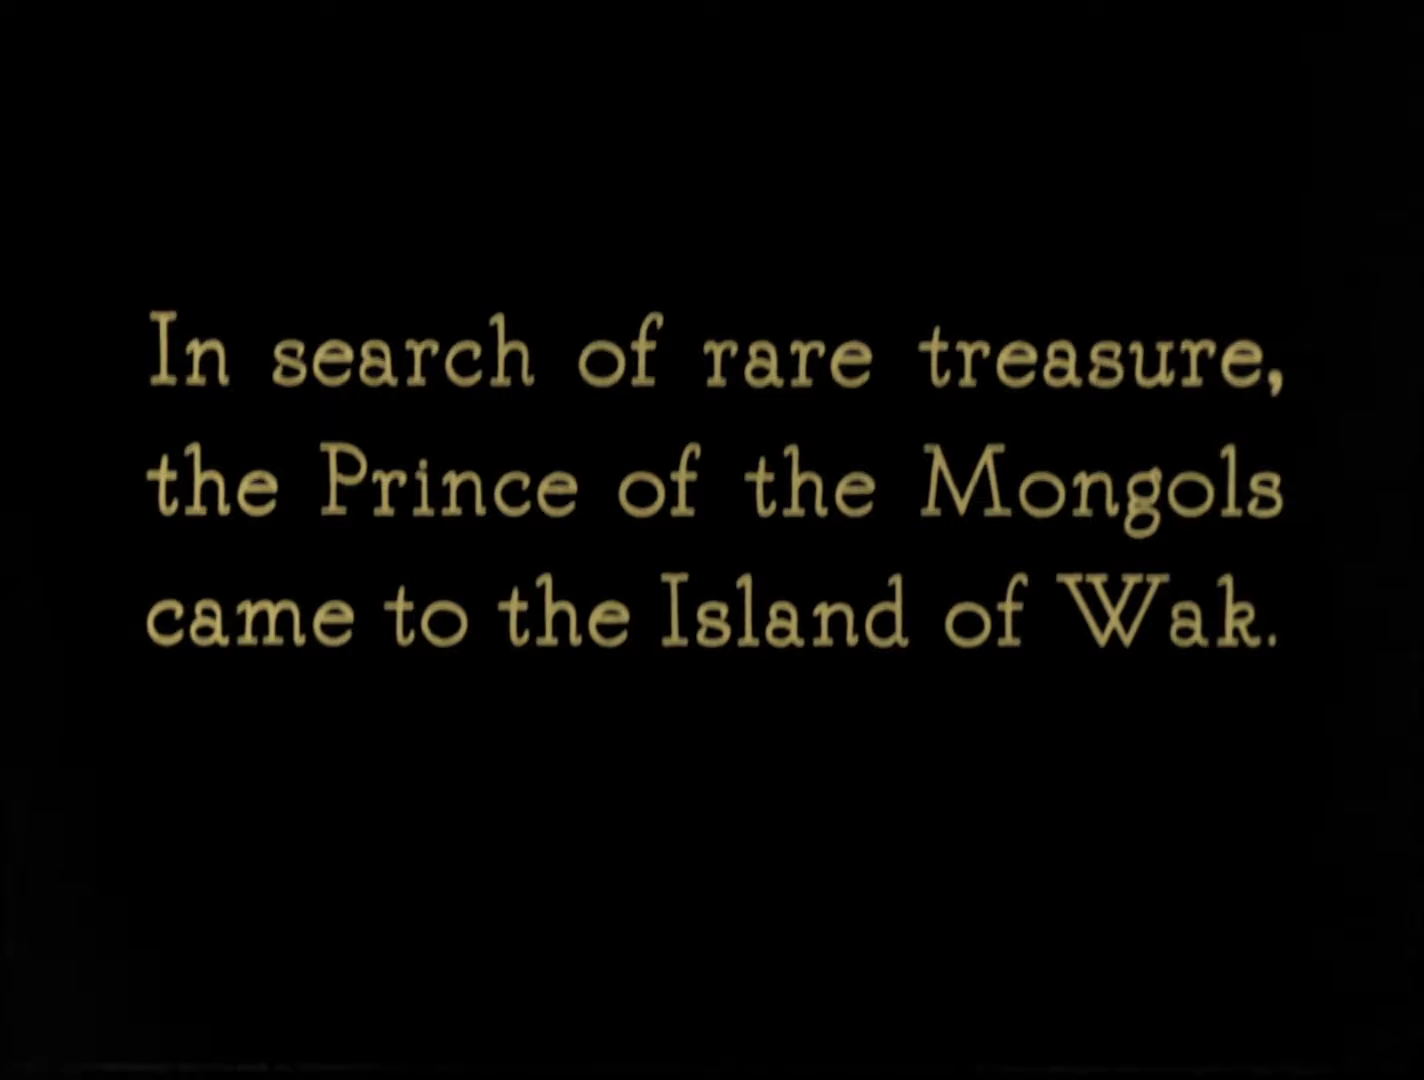 In search of rare treasure,
the Prince of the Mongols
came to the Island of Wak.